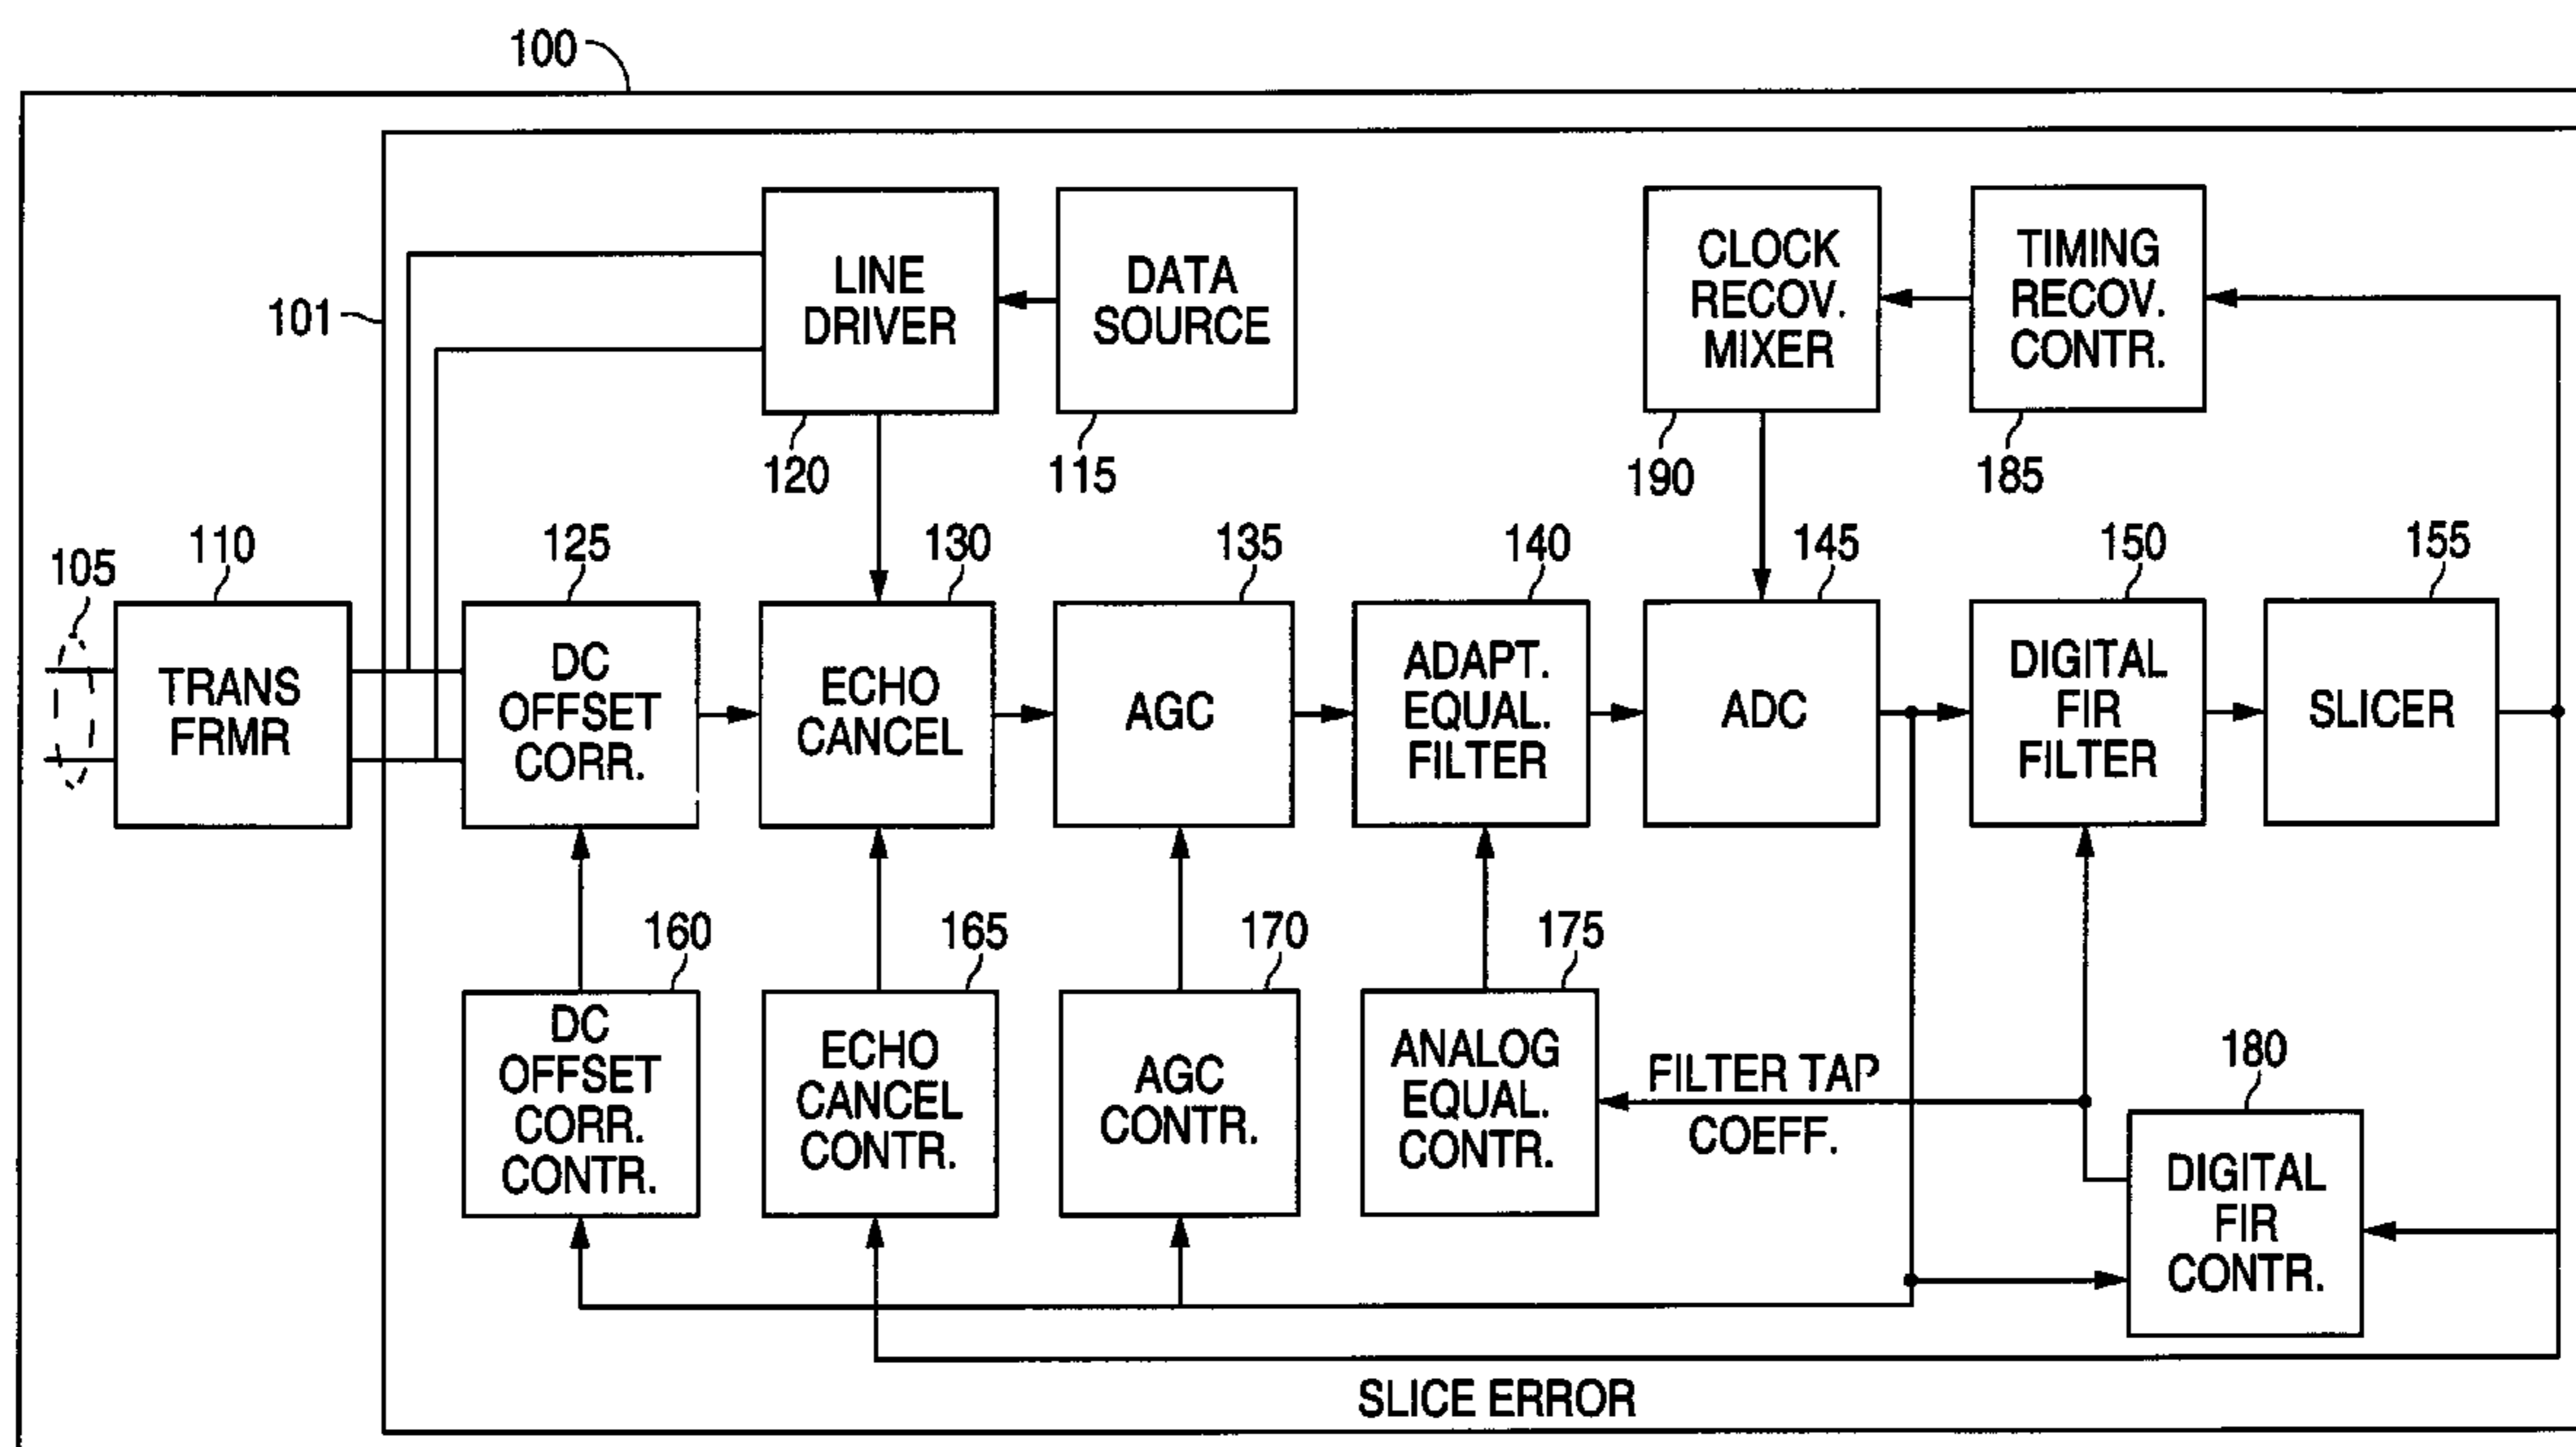 100
101
LINE
DRIVER
DATA
SOURCE
CLOCK
RECOV.
MIXER
TIMING
RECOV.
CONTR.
120
115
190
185
105
110
125
130
135
140
145
150
155
TRANS
FRMR
DC
OFFSET
CORR.
ECHO
CANCEL
AGC
ADAPT.
EQUAL.
FILTER
ADC
DIGITAL
FIR
FILTER
SLICER
160
165
170
175
180
DC
OFFSET
CORR.
CONTR.
ECHO
CANCEL
CONTR.
AGC
CONTR.
ANALOG
EQUAL.
CONTR.
FILTER TAP
COEFF.
DIGITAL
FIR
CONTR.
SLICE ERROR